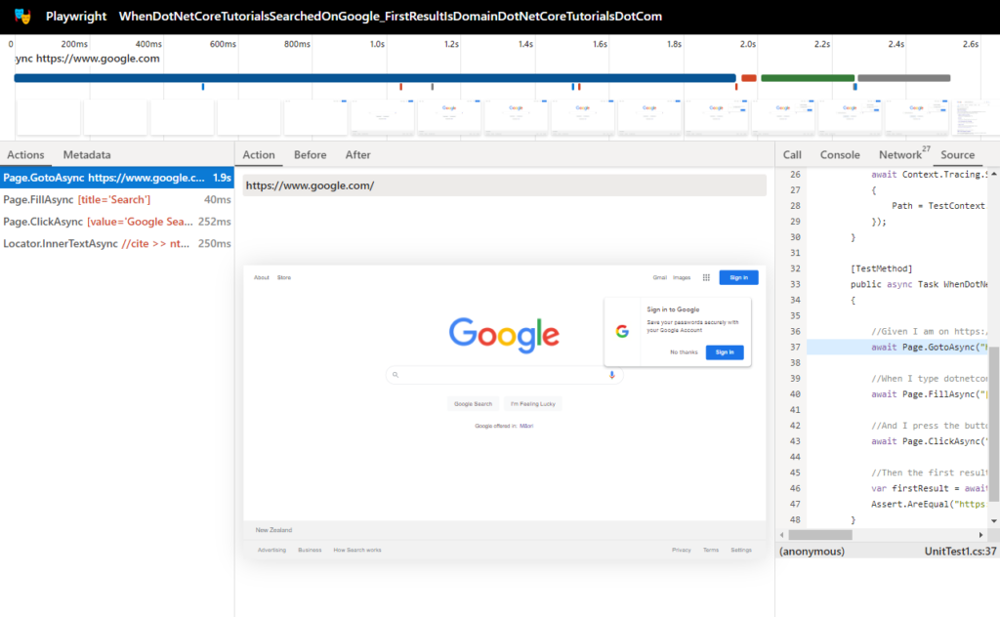 Playwright WhenDotNetCoreTutorialsSearchedOnGoogle_FirstResultIsDomainDotNetCoreTutorialsDotCom
0 200ms 400ms 600ms 800ms 1.0s 1.2s 1.4s 1.6s 1.8s 2.0s 2.2s 2.4s 2.6s
ync https://www.google.com
Actions Metadata
Page.GotoAsync https://www.google.c... 1.9s
Page.FillAsync [title='Search'] 40ms
Page.ClickAsync [value='Google Sea... 252ms
Locator.InnerTextAsync //cite >> nt... 250ms
Action Before After
https://www.google.com/
About Store Gmail Images Sign in
Google
Sign in to Google
Save your passwords securely with
your Google Account
No thanks Sign in
Google Search I'm Feeling Lucky
Google offered in: Māori
New Zealand
Advertising Business How Search works Privacy Terms Settings
Call Console Network 27 Source
26 await Context.Tracing.S
27 {
28 Path = TestContext
29 });
30 }
31
32 [TestMethod]
33 public async Task WhenDotNe
34 {
35
36 //Given I am on https:/
37 await Page.GotoAsync("h
38
39 //When I type dotnetcor
40 await Page.FillAsync("[
41
42 //And I press the butto
43 await Page.ClickAsync("
44
45 //Then the first result
46 var firstResult = await
47 Assert.AreEqual("https
48 }
(anonymous) UnitTest1.cs:37